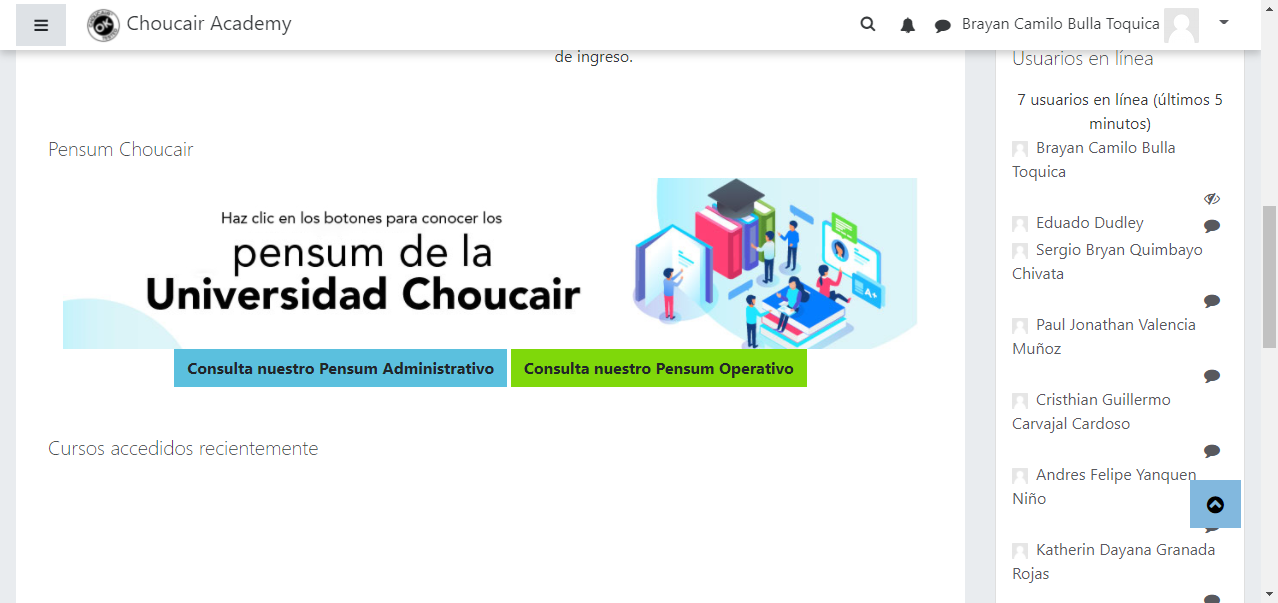 Choucair Academy
Brayan Camilo Bulla Toquica
de ingreso.
Pensum Choucair
Haz clic en los botones para conocer los
pensum de la
Universidad Choucair
A+
Consulta nuestro Pensum Administrativo
Consulta nuestro Pensum Operativo
Cursos accedidos recientemente
Usuarios en línea
7 usuarios en línea (últimos 5
minutos)
Brayan Camilo Bulla
Toquica
Eduado Dudley
Sergio Bryan Quimbayo
Chivata
Paul Jonathan Valencia
Muñoz
Cristhian Guillermo
Carvajal Cardoso
Andres Felipe Yanquen
Niño
Katherin Dayana Granada
Rojas